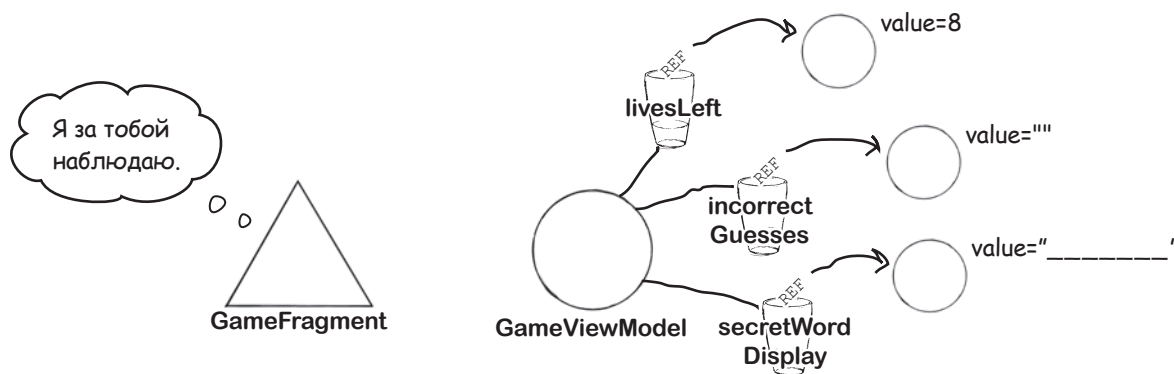 Я за тобой
наблюдаю.
GameFragment
GameViewModel
REF
livesLeft
value=8
REF
incorrect
Guesses
value=""
REF
secretWord
Display
value="_______"